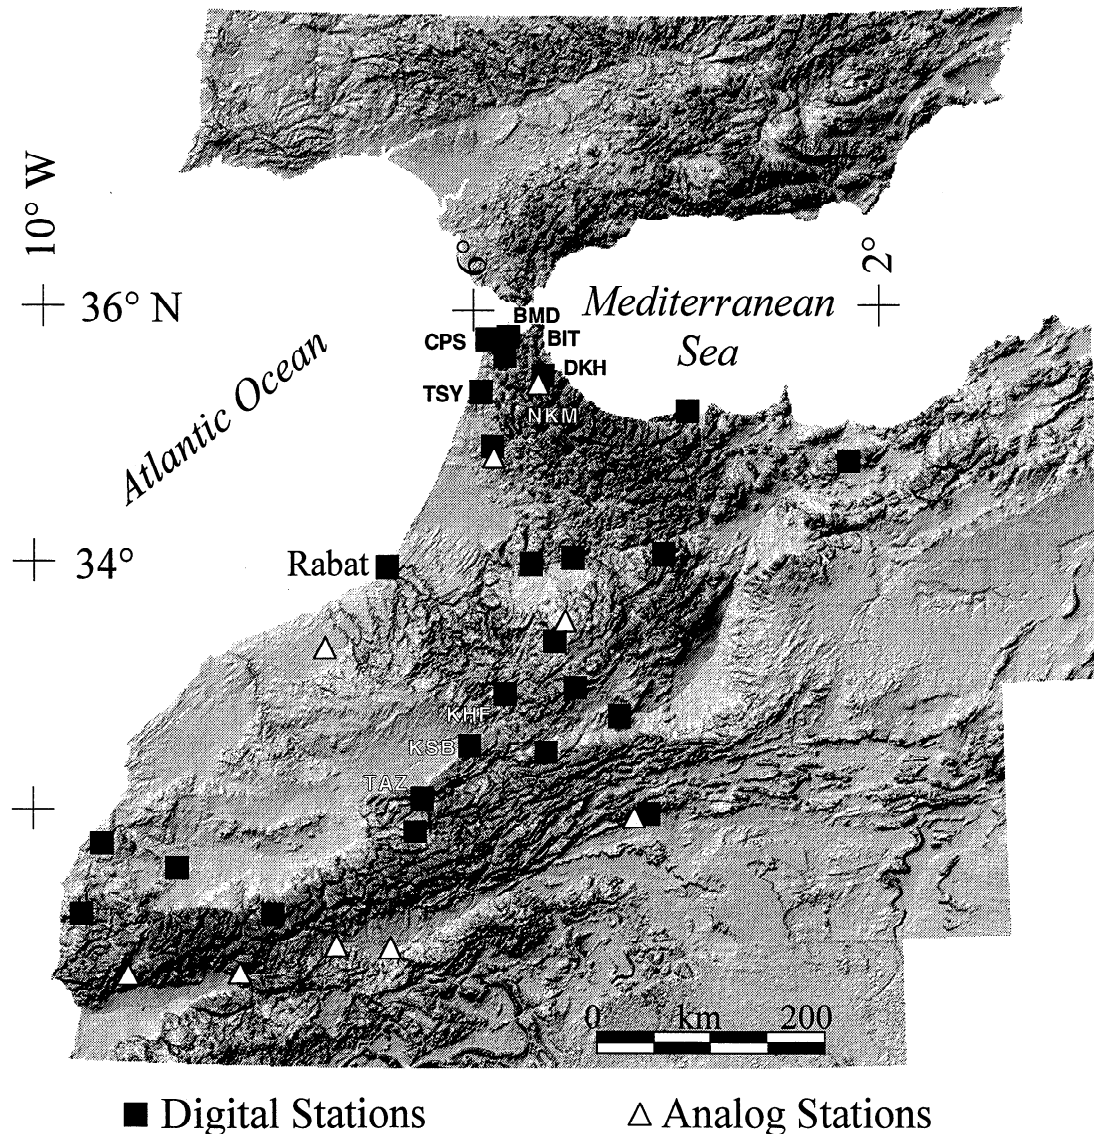 10° W
6°
2°
36° N
Mediterranean
Sea
BMD
CPS
BIT
DKH
TSY
NKM
Atlantic Ocean
34°
Rabat
KHF
KSB
TAZ
0 km 200
Digital Stations
Analog Stations